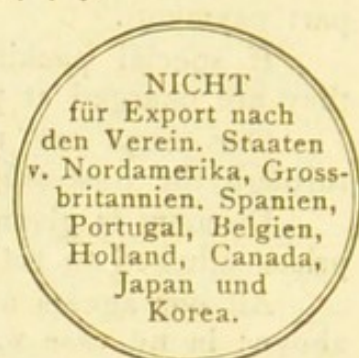 NICHT
für Export nach
den Verein. Staaten
v. Nordamerika, Gross-
britannien. Spanien,
Portugal, Belgien,
Holland, Canada,
Japan und
Korea.